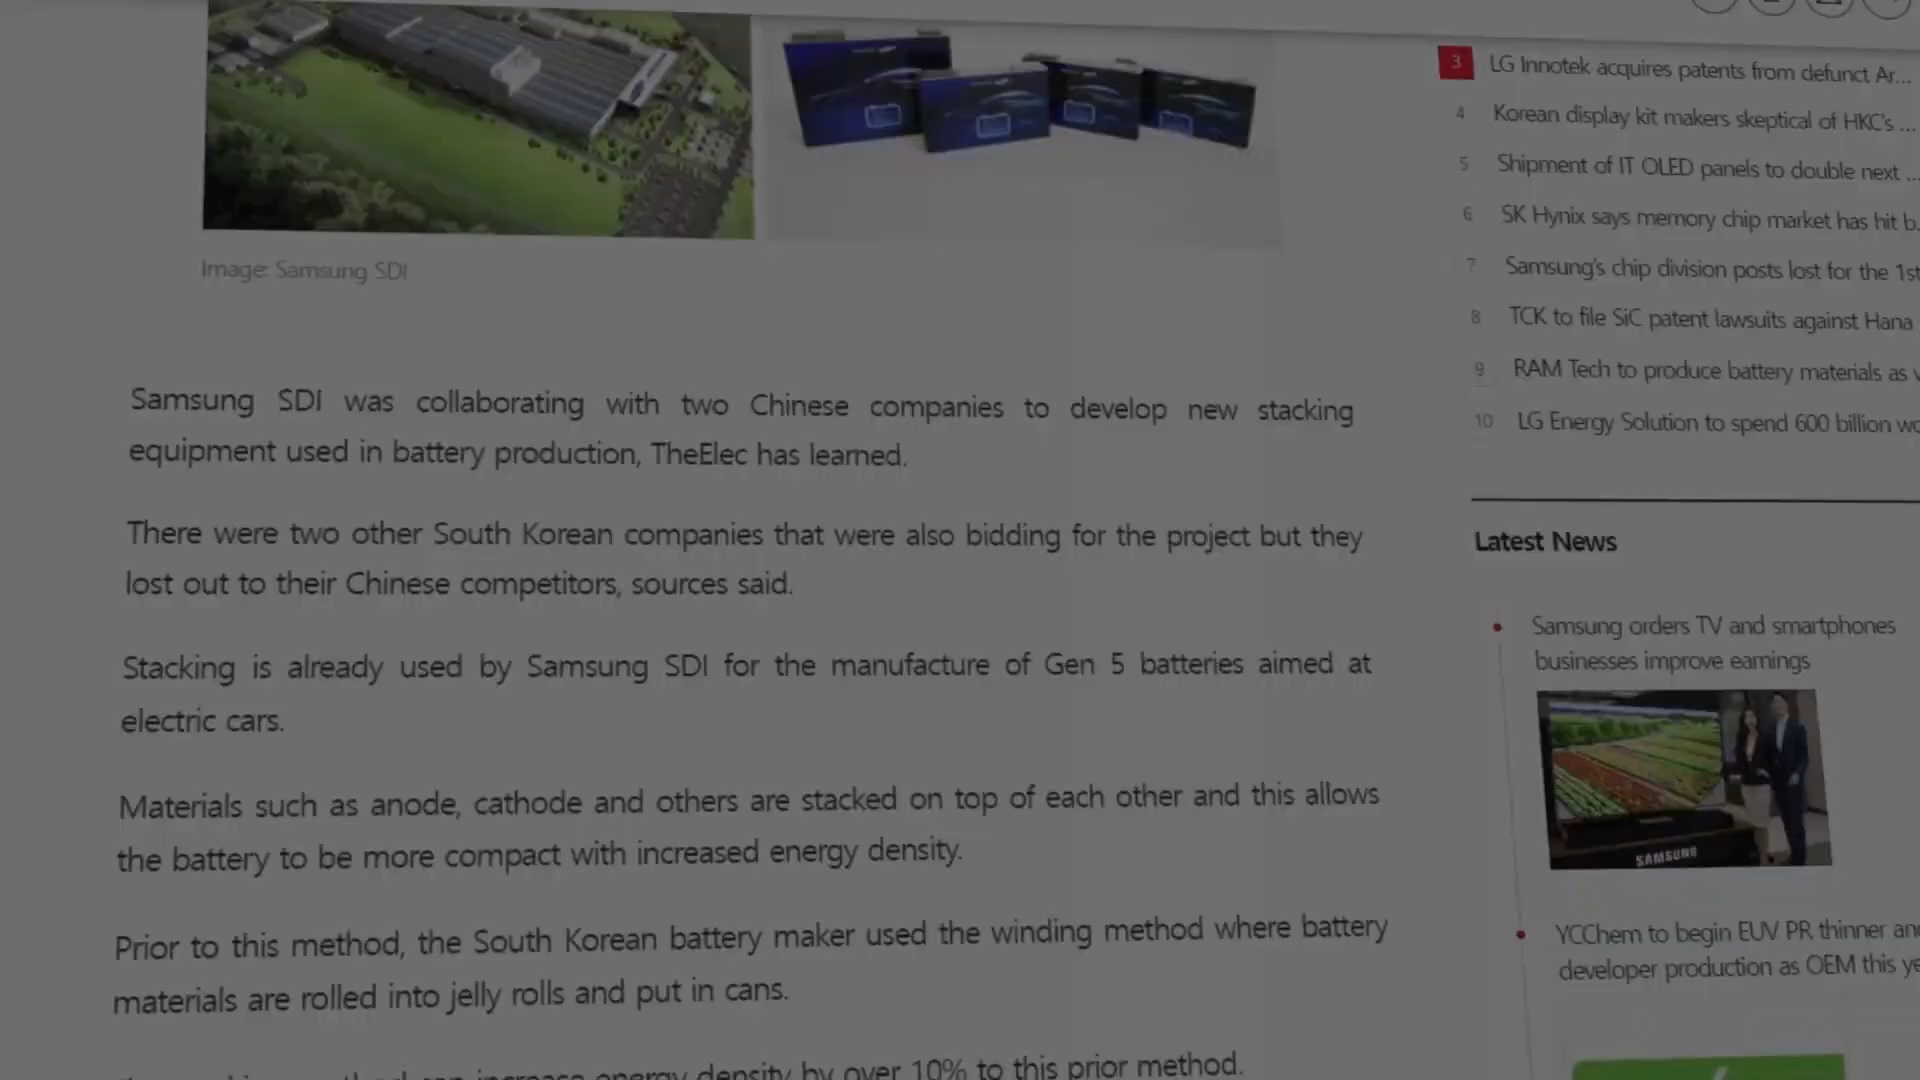 Image: Samsung SDI
Samsung SDI was collaborating with two Chinese companies to develop new stacking
equipment used in battery production, TheElec has learned.
There were two other South Korean companies that were also bidding for the project but they
lost out to their Chinese competitors, sources said.
Stacking is already used by Samsung SDI for the manufacture of Gen 5 batteries aimed at
electric cars.
Materials such as anode, cathode and others are stacked on top of each other and this allows
the battery to be more compact with increased energy density.
Prior to this method, the South Korean battery maker used the winding method where battery
materials are rolled into jelly rolls and put in cans.
increase energy density by over 10% to this prior method.
3 LG Innotek acquires patents from defunct Ar...
4 Korean display kit makers skeptical of HKC's ...
5 Shipment of IT OLED panels to double next ...
6 SK Hynix says memory chip market has hit b
7 Samsung's chip division posts lost for the 1st
8 TCK to file SiC patent lawsuits against Hana
9 RAM Tech to produce battery materials as
10 LG Energy Solution to spend 600 billion
Latest News
Samsung orders TV and smartphones
businesses improve earnings
SAMSUNG
YCChem to begin EUV PR thinner
developer production as OEM this